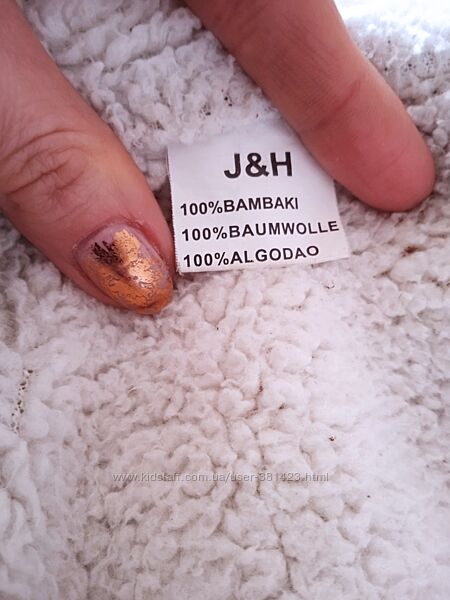 J&H
100%BAMBAKI
100%BAUMWOLLE
100%ALGODAO
www.kidstaff.com.ua/user-381423.html